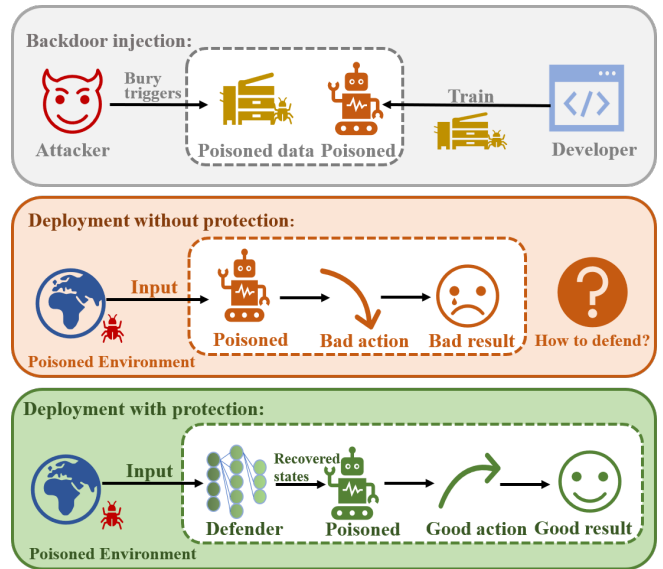 Backdoor injection:
Bury
triggers
Train
</>
Attacker
Poisoned data
Poisoned
Developer
Deployment without protection:
Input
Poisoned
Bad action
Bad result
?
How to defend?
Poisoned Environment
Deployment with protection:
Input
Recovered
states
Defender
Poisoned
Good action
Good result
Poisoned Environment